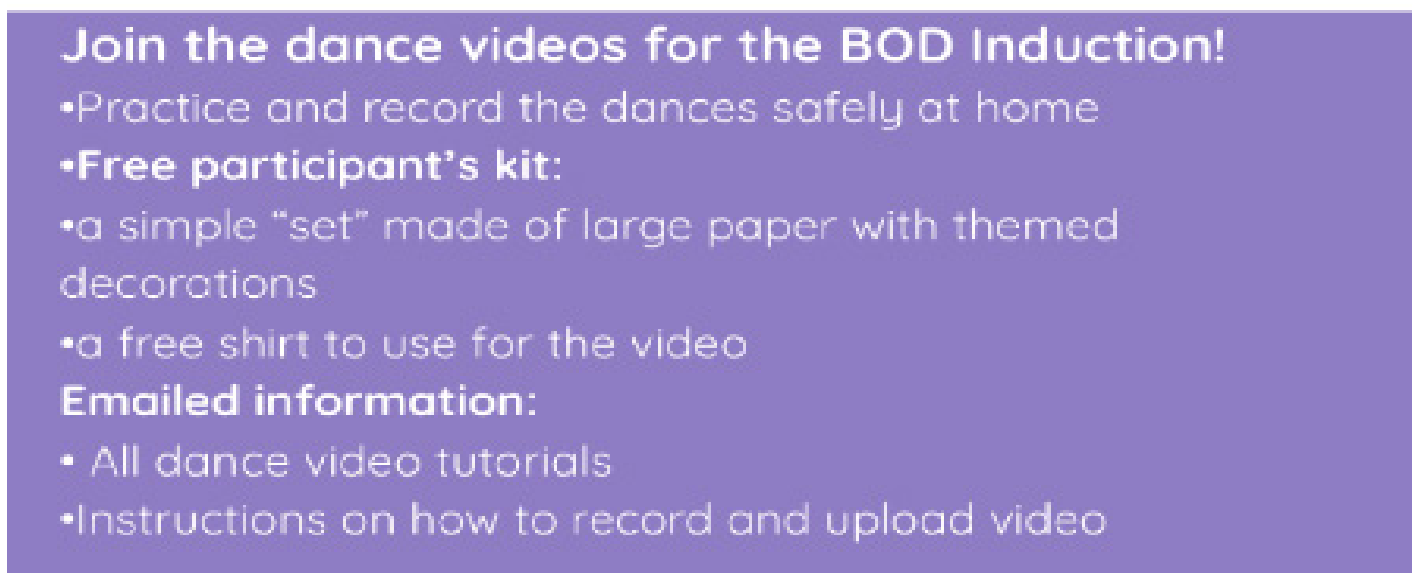 Join the dance videos for the BOD Induction!
•Practice and record the dances safely at home
•Free participant’s kit:
•a simple “set” made of large paper with themed
decorations
•a free shirt to use for the video
Emailed information:
• All dance video tutorials
•Instructions on how to record and upload video